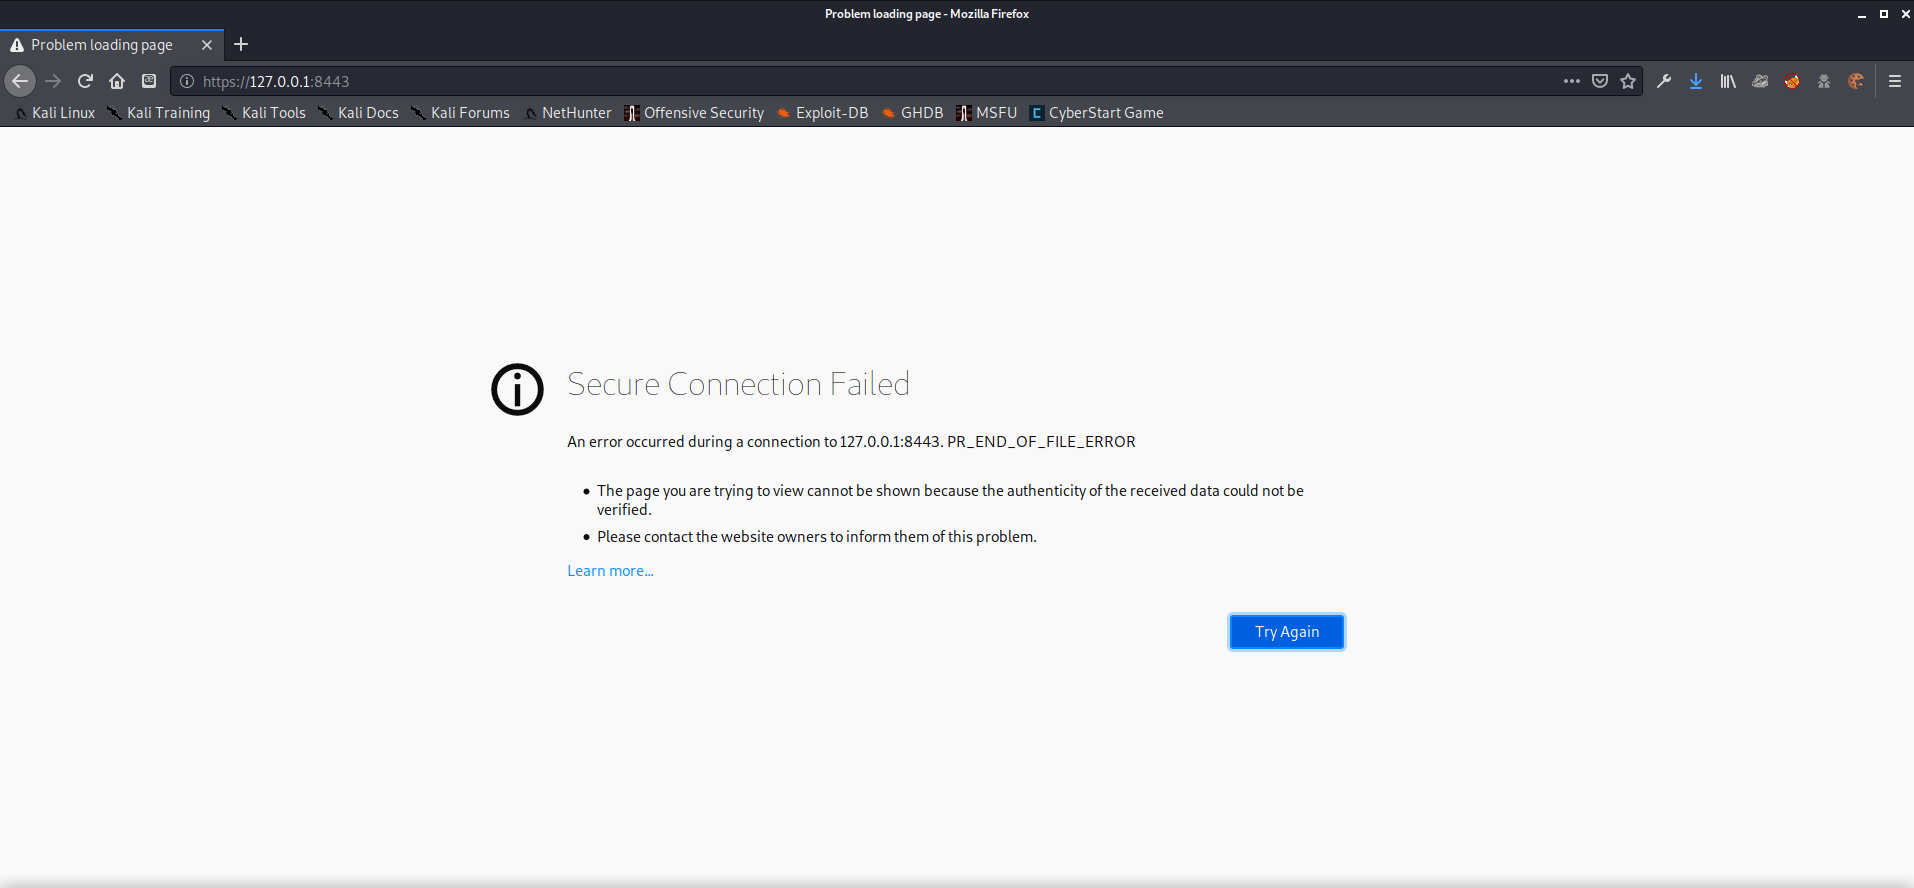 Problem loading page - Mozilla Firefox
Problem loading page
https://127.0.0.1:8443
Kali Linux Kali Training Kali Tools Kali Docs Kali Forums NetHunter Offensive Security Exploit-DB GHDB MSFU C CyberStart Game
Secure Connection Failed
An error occurred during a connection to 127.0.0.1:8443. PR_END_OF_FILE_ERROR
The page you are trying to view cannot be shown because the authenticity of the received data could not be
verified.
Please contact the website owners to inform them of this problem.
Learn more...
Try Again